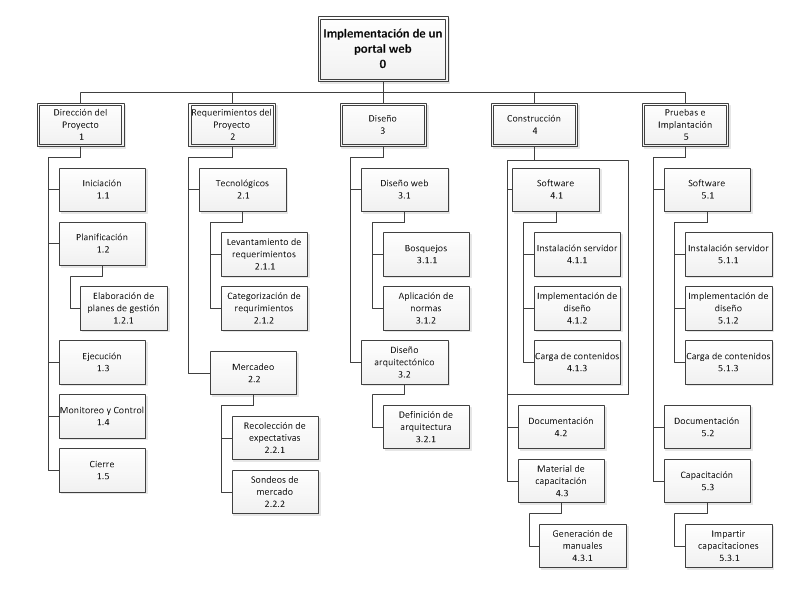 Implementación de un
portal web
0
Dirección del
Proyecto
1
Iniciación
1.1
Planificación
1.2
Elaboración de
planes de gestión
1.2.1
Ejecución
1.3
Monitoreo y Control
1.4
Cierre
1.5
Requerimientos del
Proyecto
2
Tecnológicos
2.1
Levantamiento de
requerimientos
2.1.1
Categorización de
requrimientos
2.1.2
Mercadeo
2.2
Recolección de
expectativas
2.2.1
Sondeos de
mercado
2.2.2
Diseño
3
Diseño web
3.1
Bosquejos
3.1.1
Aplicación de
normas
3.1.2
Diseño
arquitectónico
3.2
Definición de
arquitectura
3.2.1
Construcción
4
Software
4.1
Instalación servidor
4.1.1
Implementación de
diseño
4.1.2
Carga de contenidos
4.1.3
Documentación
4.2
Material de
capacitación
4.3
Generación de
manuales
4.3.1
Pruebas e
Implantación
5
Software
5.1
Instalación servidor
5.1.1
Implementación de
diseño
5.1.2
Carga de contenidos
5.1.3
Documentación
5.2
Capacitación
5.3
Impartir
capacitaciones
5.3.1